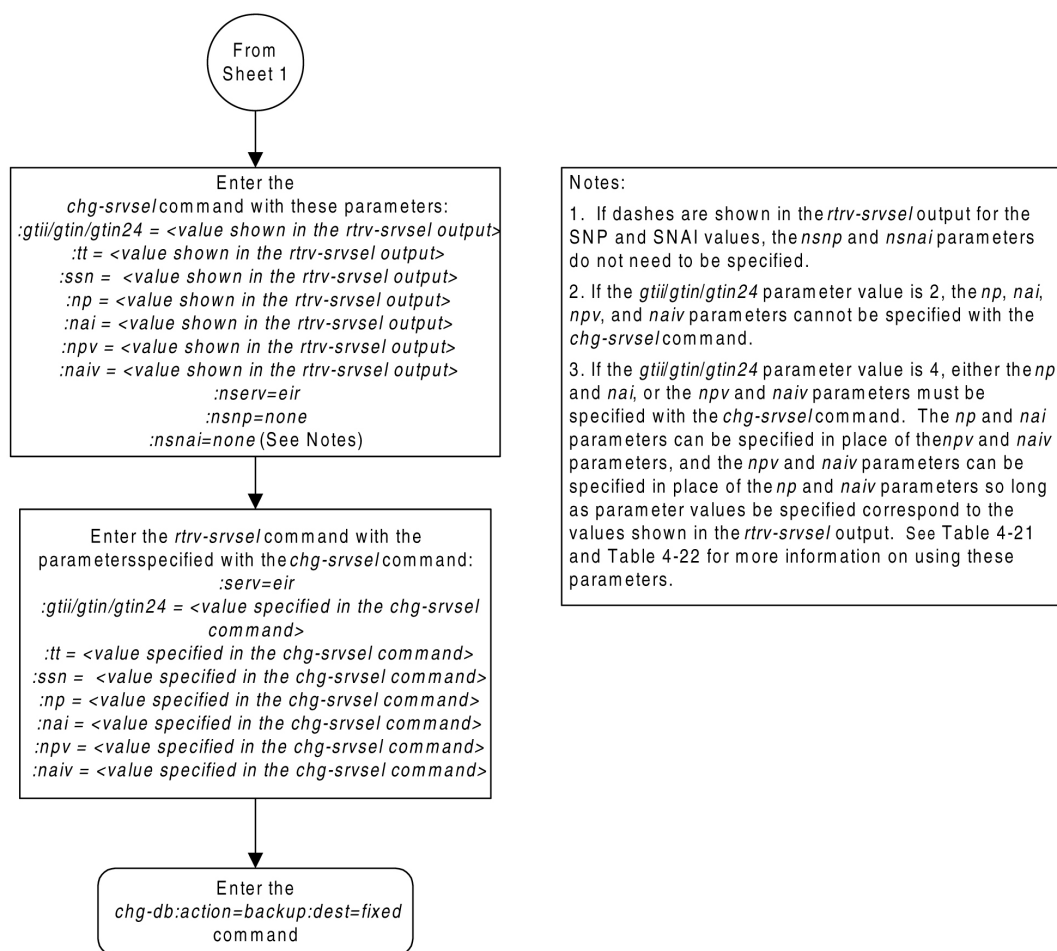 From
Sheet 1
Enter the
chg-srvsel command with these parameters:
:gtii/gtin/gtin24 = <value shown in the rtrv-srvsel output>
:tt = <value shown in the rtrv-srvsel output>
:ssn = <value shown in the rtrv-srvsel output>
:np = <value shown in the rtrv-srvsel output>
:nai = <value shown in the rtrv-srvsel output>
:npv = <value shown in the rtrv-srvsel output>
:naiv = <value shown in the rtrv-srvsel output>
:nserv=eir
:nsnp=none
:nsnai=none (See Notes)
Enter the rtrv-srvsel command with the
parametersspecified with the chg-srvsel command:
:serv=eir
:gtii/gtin/gtin24 = <value specified in the chg-srvsel
command>
:tt = <value specified in the chg-srvsel command>
:ssn = <value specified in the chg-srvsel command>
:np = <value specified in the chg-srvsel command>
:nai = <value specified in the chg-srvsel command>
:npv = <value specified in the chg-srvsel command>
:naiv = <value specified in the chg-srvsel command>
Enter the
chg-db:action=backup:dest=fixed
command
Notes:
1. If dashes are shown in the rtrv-srvsel output for the
SNP and SNAI values, the nsnp and nsnai parameters
do not need to be specified.
2. If the gtii/gtin/gtin24 parameter value is 2, the np, nai,
npv, and naiv parameters cannot be specified with the
chg-srvsel command.
3. If the gtii/gtin/gtin24 parameter value is 4, either the np
and nai, or the npv and naiv parameters must be
specified with the chg-srvsel command. The np and nai
parameters can be specified in place of the npv and naiv
parameters, and the npv and naiv parameters can be
specified in place of the np and naiv parameters so long
as parameter values be specified correspond to the
values shown in the rtrv-srvsel output. See Table 4-21
and Table 4-22 for more information on using these
parameters.